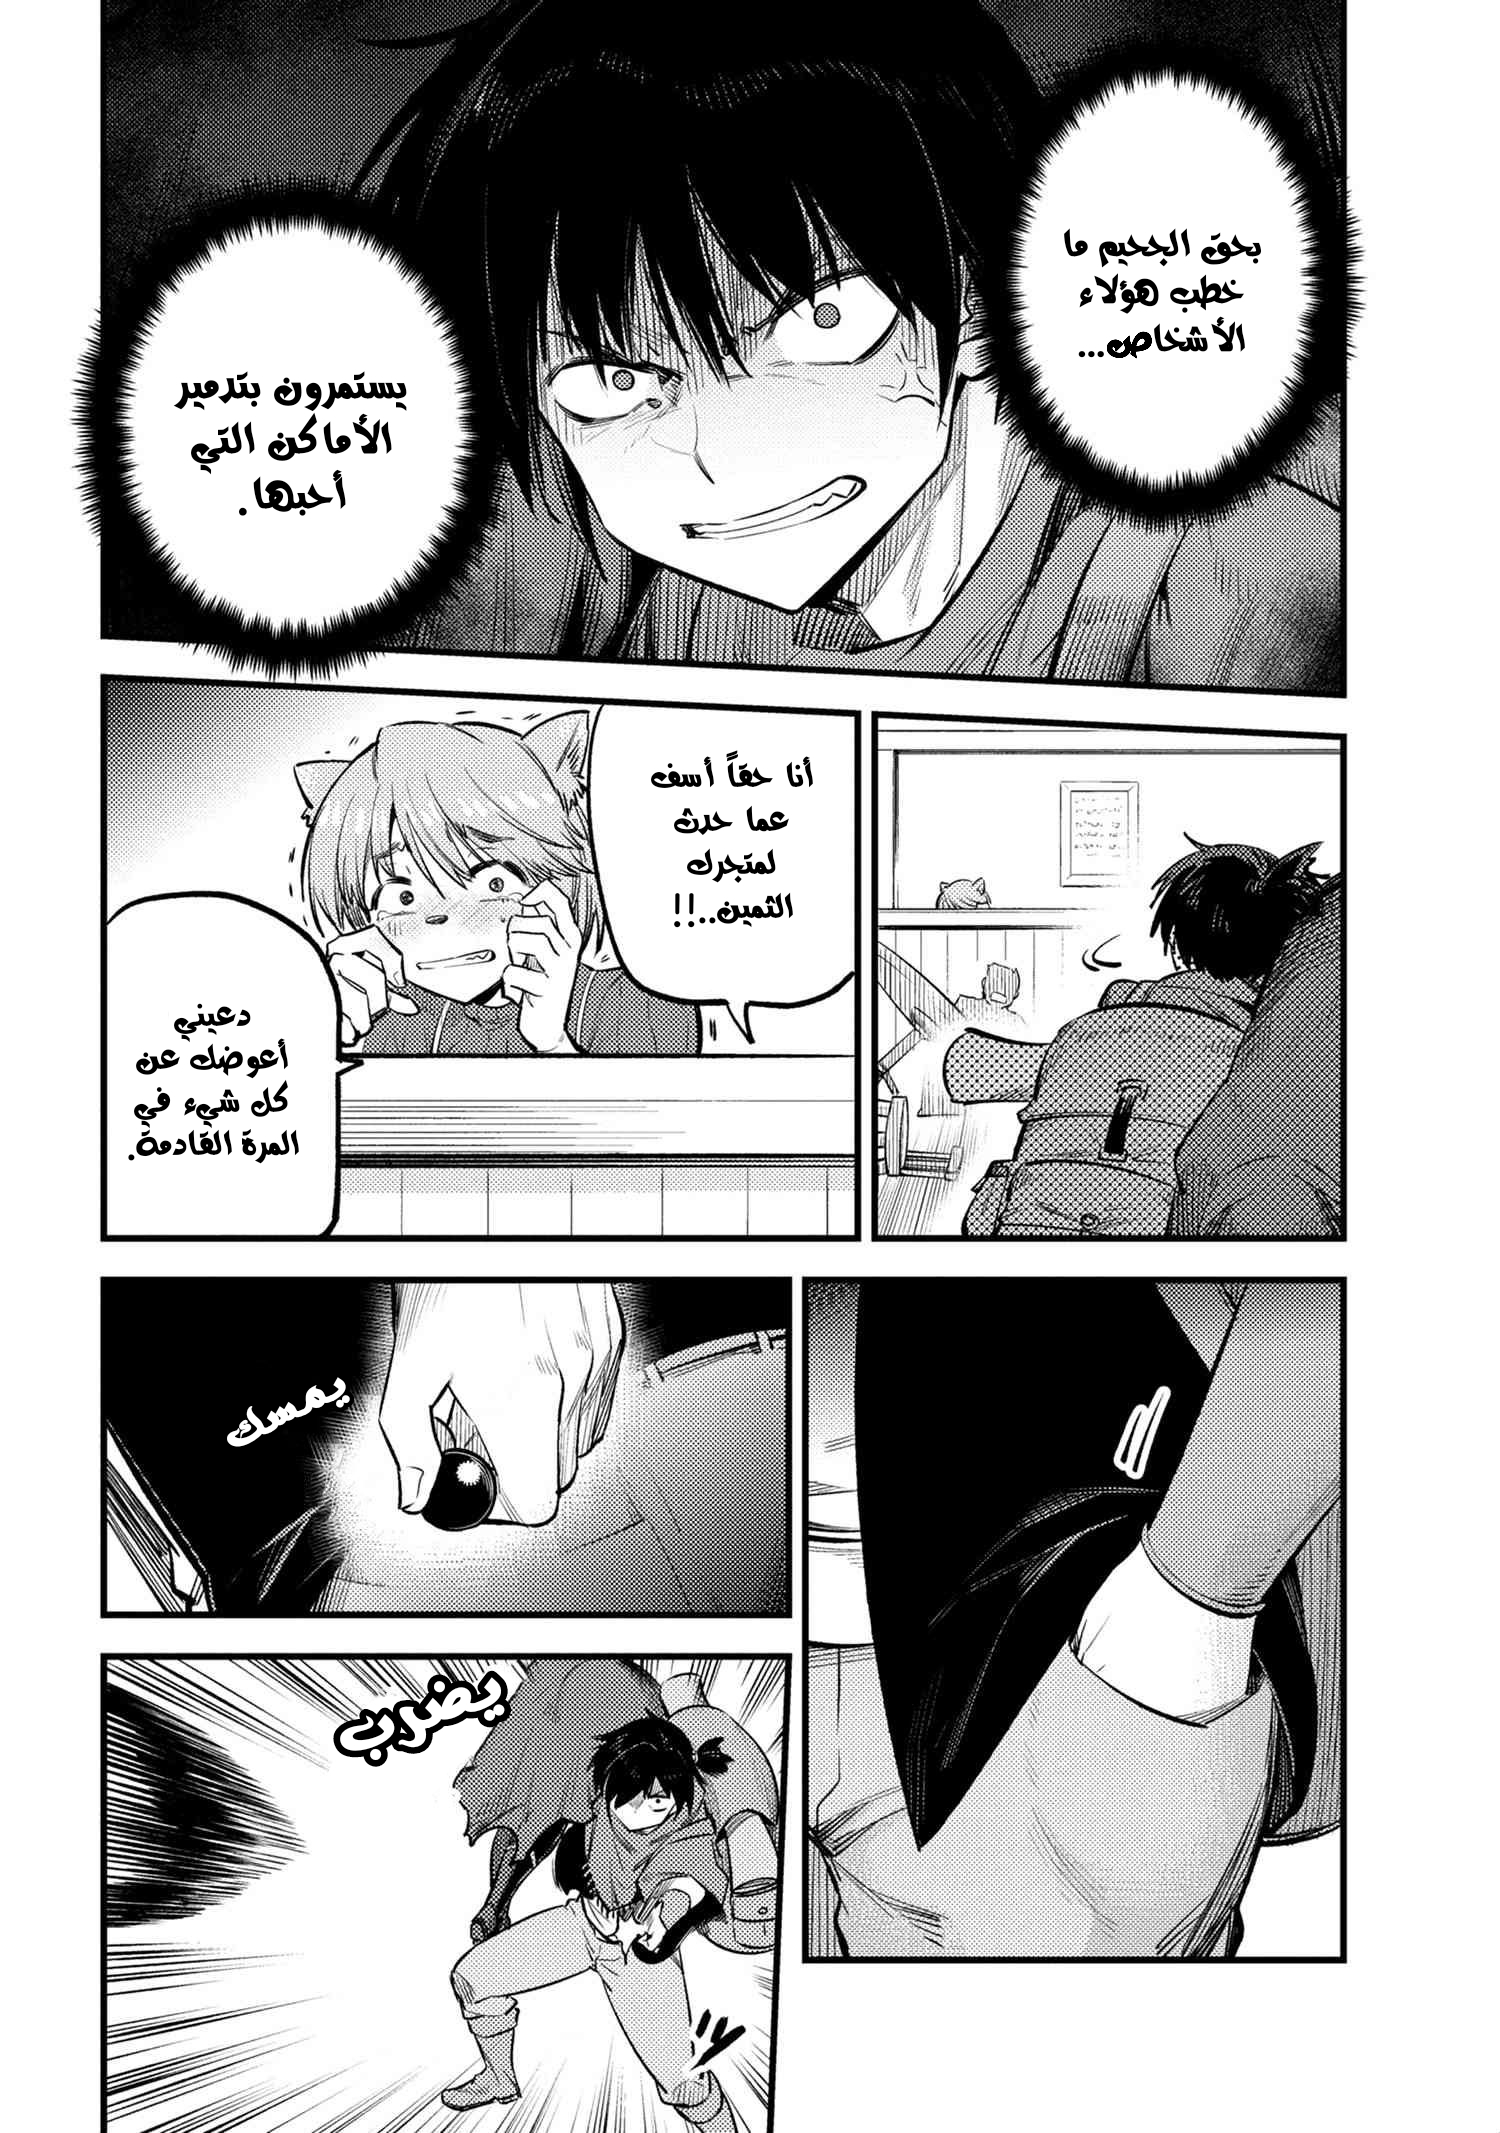 بحق الجحيم ما
خطب هؤلاء
الأشخاص...
يستمرون بتدمير
الأماكن التي
أحبها.
أنا حقاً أسف
عما حدث
لمتجرك
الثمين..!!
دعيني
أعوضك عن
كل شيء في
المرة القادمة.
يمسك
يضرب